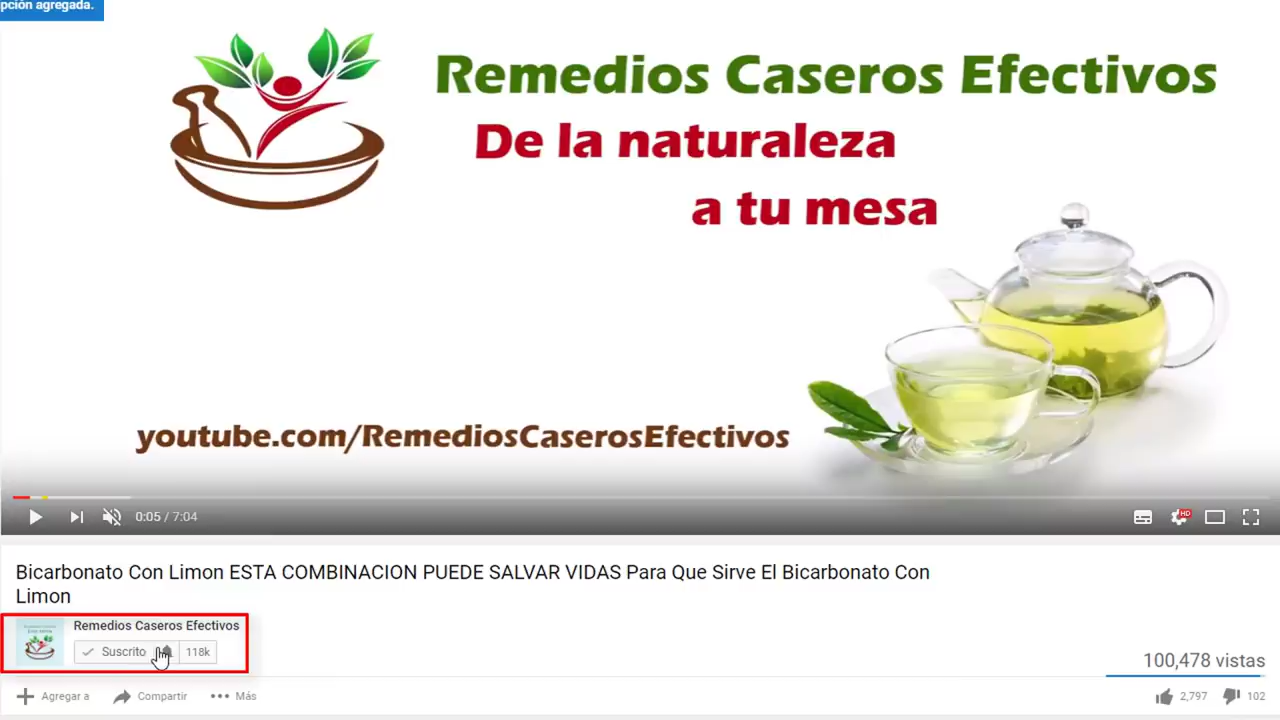 pción agregada.
Remedios Caseros Efectivos
De la naturaleza
a tu mesa
youtube.com/RemediosCaserosEfectivos
0:05 / 7:04
HD
Bicarbonato Con Limon ESTA COMBINACION PUEDE SALVAR VIDAS Para Que Sirve El Bicarbonato Con
Limon
Remedios Caseros Efectivos
Suscrito 118k
100,478 vistas
Agregar a Compartir Más 2,797 102